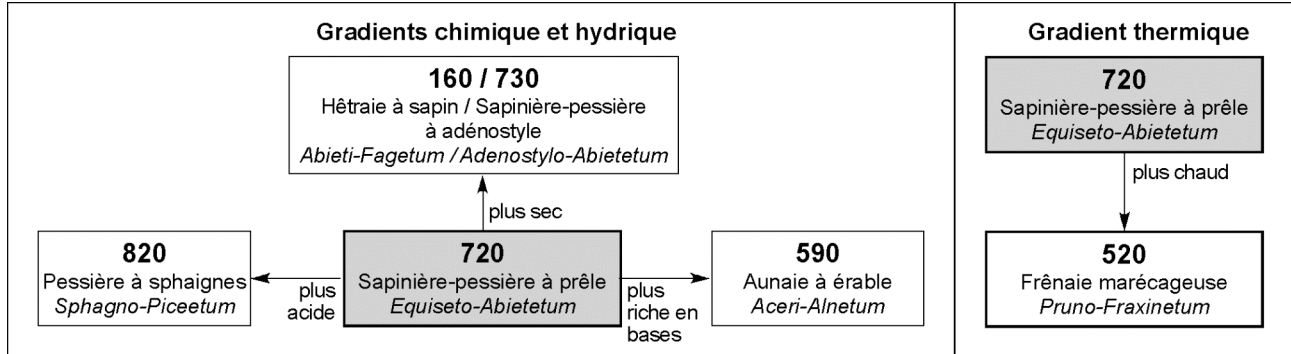 Gradients chimique et hydrique
160 / 730
Hêtraie à sapin / Sapinière-pessière
à adénostyle
Abieti-Fagetum / Adenostylo-Abietetum
plus sec
820
Pessière à sphaignes
Sphagno-Piceetum
plus
acide
720
Sapinière-pessière à prêle
Equiseto-Abietetum
plus
riche en
bases
590
Aunaie à érable
Aceri-Alnetum
Gradient thermique
720
Sapinière-pessière à prêle
Equiseto-Abietetum
plus chaud
520
Frênaie marécageuse
Pruno-Fraxinetum